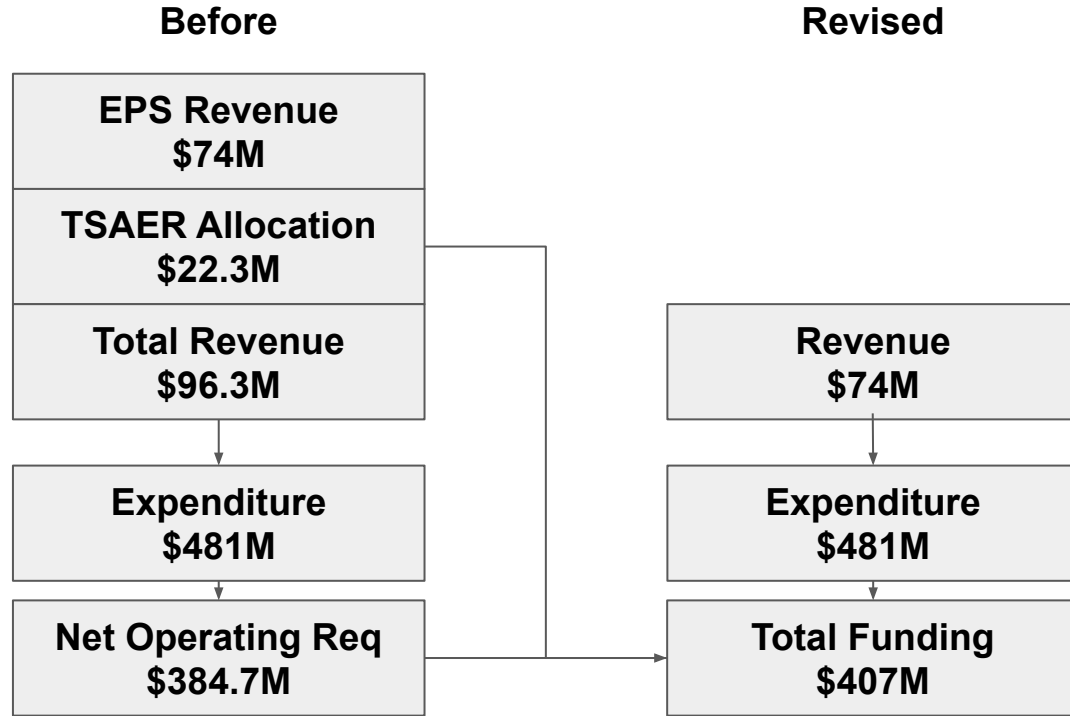 Before
EPS Revenue
$74M
TSAER Allocation
$22.3M
Total Revenue
$96.3M
Expenditure
$481M
Net Operating Req
$384.7M
Revised
Revenue
$74M
Expenditure
$481M
Total Funding
$407M